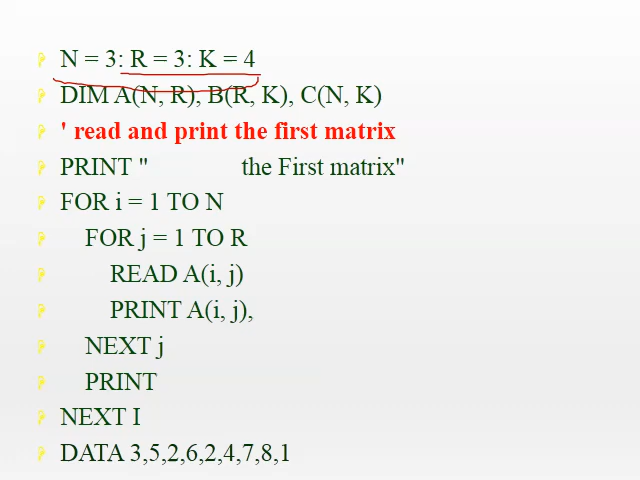 N = 3: R = 3: K = 4
DIM A(N, R), B(R, K), C(N, K)
' read and print the first matrix
PRINT " the First matrix"
FOR i = 1 TO N
FOR j = 1 TO R
READ A(i, j)
PRINT A(i, j),
NEXT j
PRINT
NEXT I
DATA 3,5,2,6,2,4,7,8,1